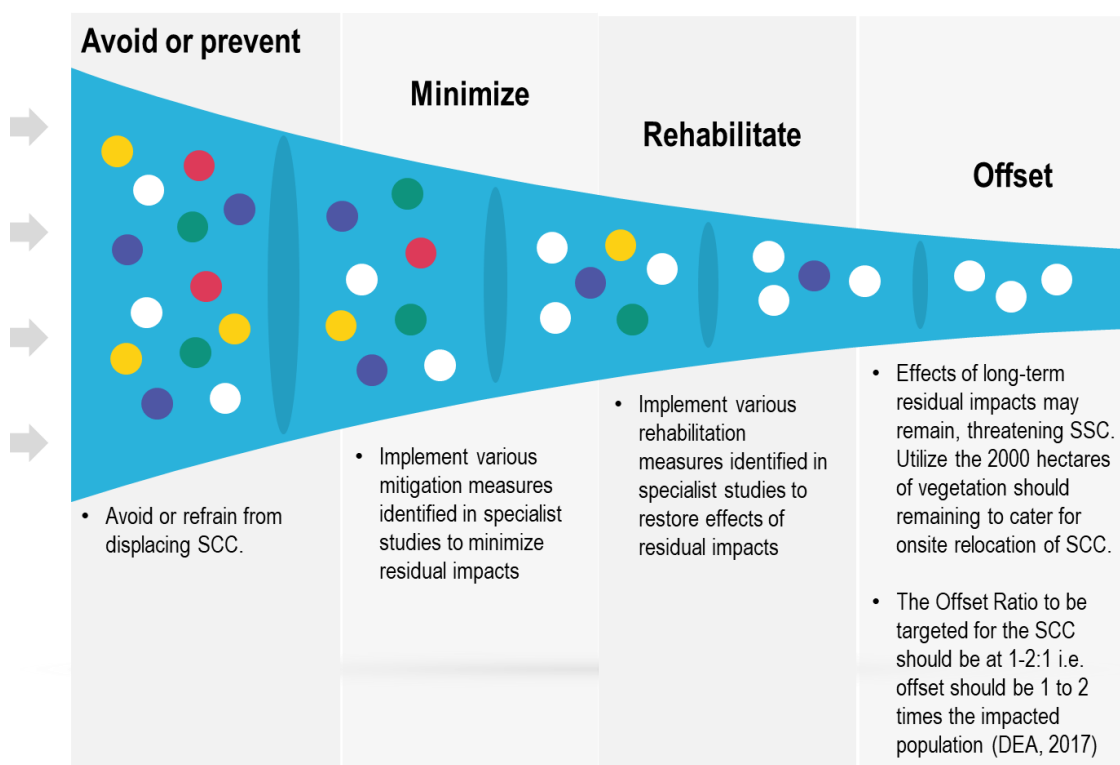 Avoid or prevent
Minimize
Rehabilitate
Offset
• Avoid or refrain from
displacing SCC.
• Implement various
mitigation measures
identified in specialist
studies to minimize
residual impacts
• Implement various
rehabilitation
measures identified in
specialist studies to
restore effects of
residual impacts
• Effects of long-term
residual impacts may
remain, threatening SSC.
Utilize the 2000 hectares
of vegetation should
remaining to cater for
onsite relocation of SCC.
• The Offset Ratio to be
targeted for the SCC
should be at 1-2:1 i.e.
offset should be 1 to 2
times the impacted
population (DEA, 2017)